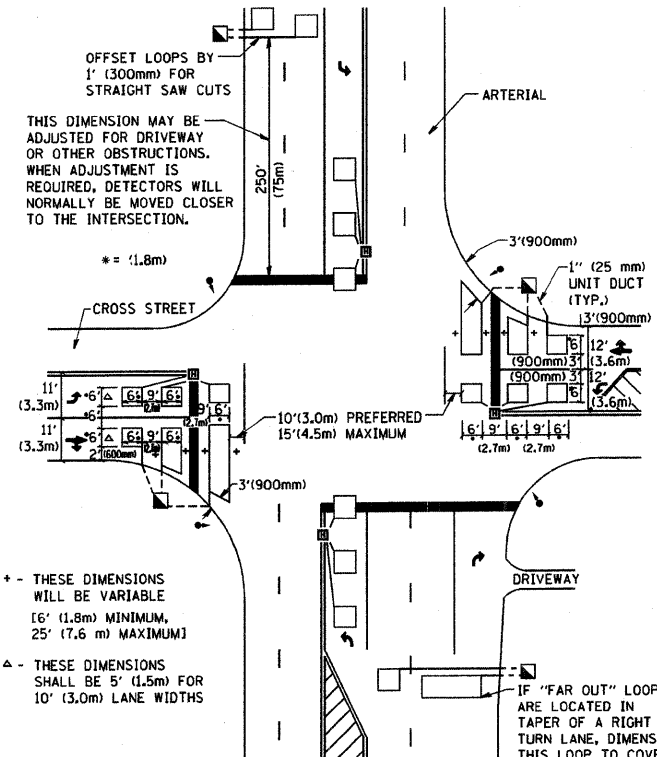 OFFSET LOOPS BY
1' (300mm) FOR
STRAIGHT SAW CUTS
THIS DIMENSION MAY BE
ADJUSTED FOR DRIVEWAY
OR OTHER OBSTRUCTIONS.
WHEN ADJUSTMENT IS
REQUIRED, DETECTORS WILL
NORMALLY BE MOVED CLOSER
TO THE INTERSECTION.
250'
(75m)
ARTERIAL
* = (1.8m)
3'(900mm)
1" (25 mm)
UNIT DUCT
(TYP.)
CROSS STREET
3'(900mm)
*6'
12'
(3.6m)
(900mm) 3'
(900mm) 3'
12'
(3.6m)
*6'
H
H
H
H
11'
(3.3m)
*6'
6'
9'
6'
*6'
9' 6'
(2.7m)
11'
(3.3m)
*6'
6'
9'
6'
2'
(600mm)
10'(3.0m) PREFERRED
15'(4.5m) MAXIMUM
6' 9' 6' 9' 6'
(2.7m) (2.7m)
3'(900mm)
+ - THESE DIMENSIONS
WILL BE VARIABLE
[6' (1.8m) MINIMUM,
25' (7.6 m) MAXIMUM]
△ - THESE DIMENSIONS
SHALL BE 5' (1.5m) FOR
10' (3.0m) LANE WIDTHS
DRIVEWAY
IF "FAR OUT" LOOP
ARE LOCATED IN
TAPER OF A RIGHT
TURN LANE, DIMENS
THIS LOOP TO COVE